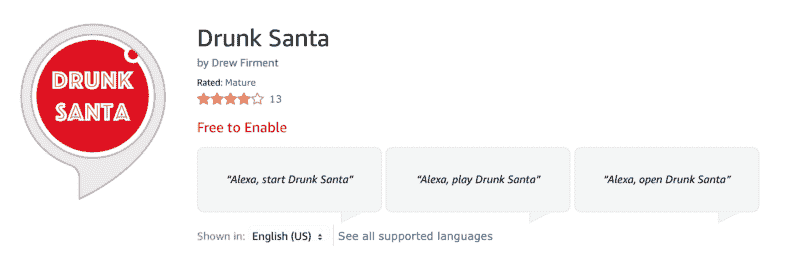 DRUNK
SANTA
Drunk Santa
by Drew Firment
Rated: Mature
13
Free to Enable
“Alexa, start Drunk Santa” “Alexa, play Drunk Santa” “Alexa, open Drunk Santa”
Shown in: English (US) See all supported languages